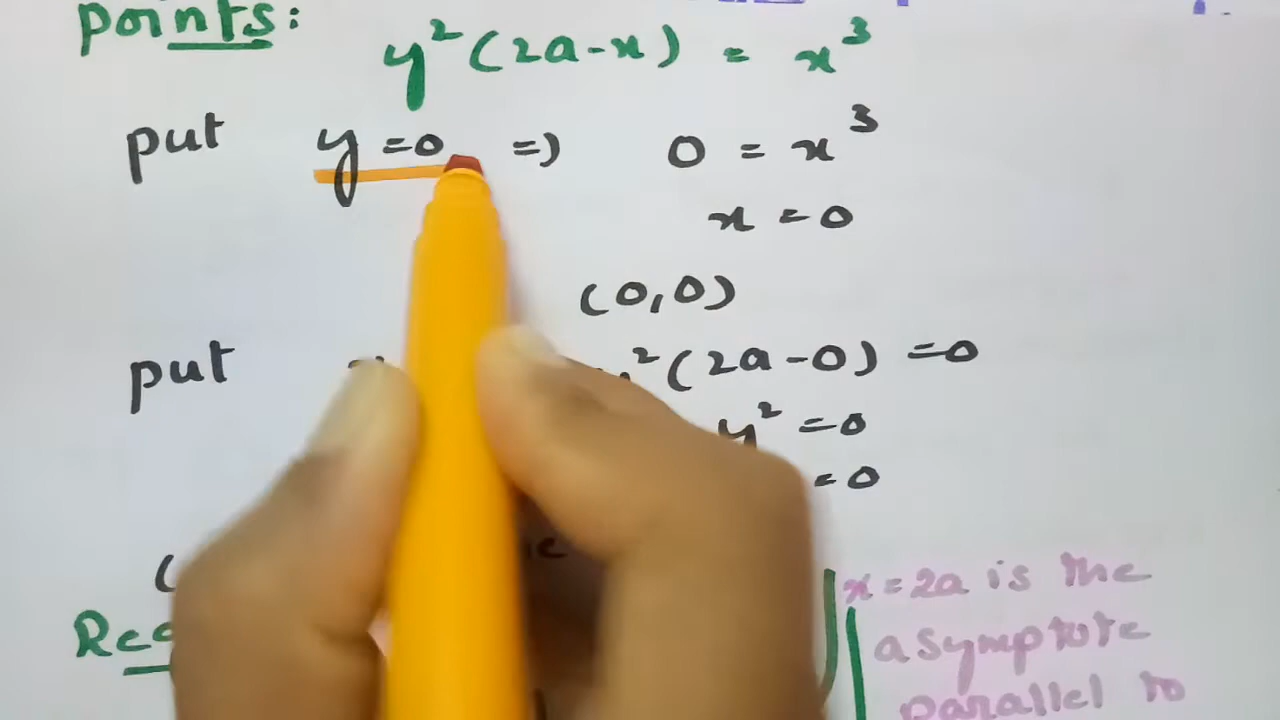 points:
y²(2a-x) = x³
put y=0 => 0 = x³
x = 0
(0,0)
put y²(2a-0) =0
y² =0
=0
x=2a is the
asymptote
parallel to